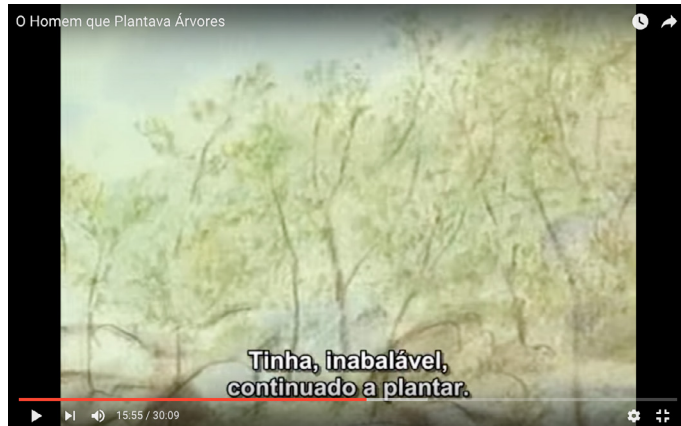 O Homem que Plantava Árvores
Tinha, inabalável,
continuado a plantar.
15.55 / 30:09